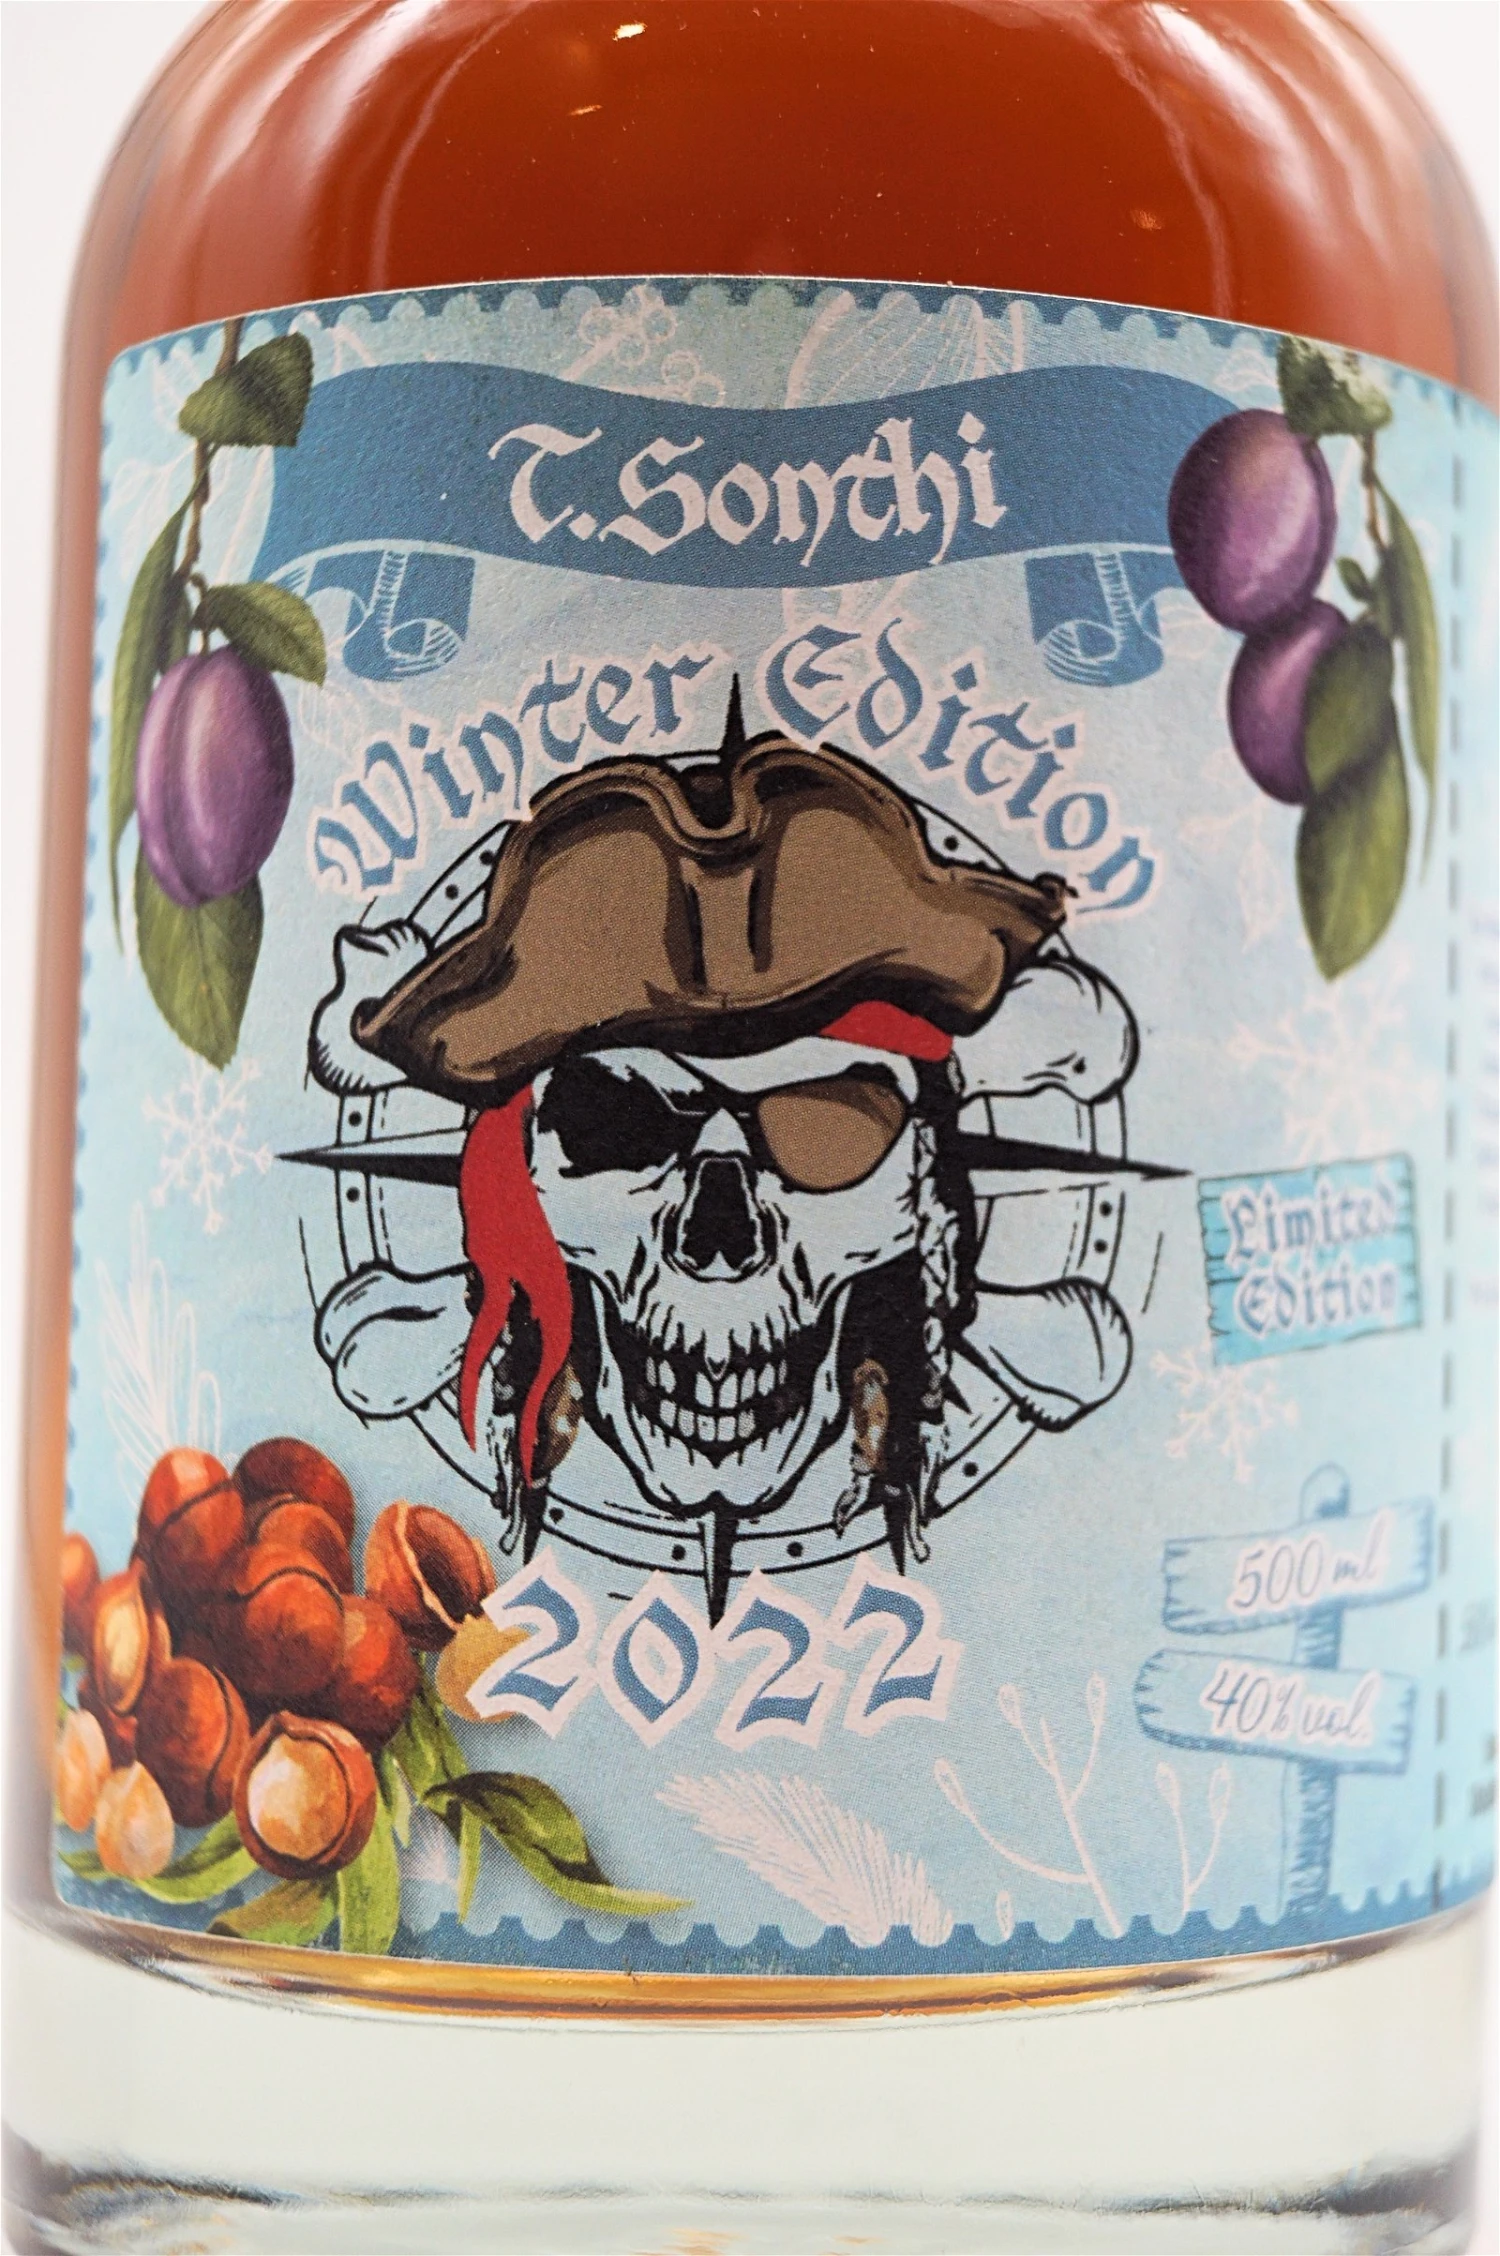 T.Sonthi
Winter Edition
Limited
Edition
500 ml
40% vol.
2022